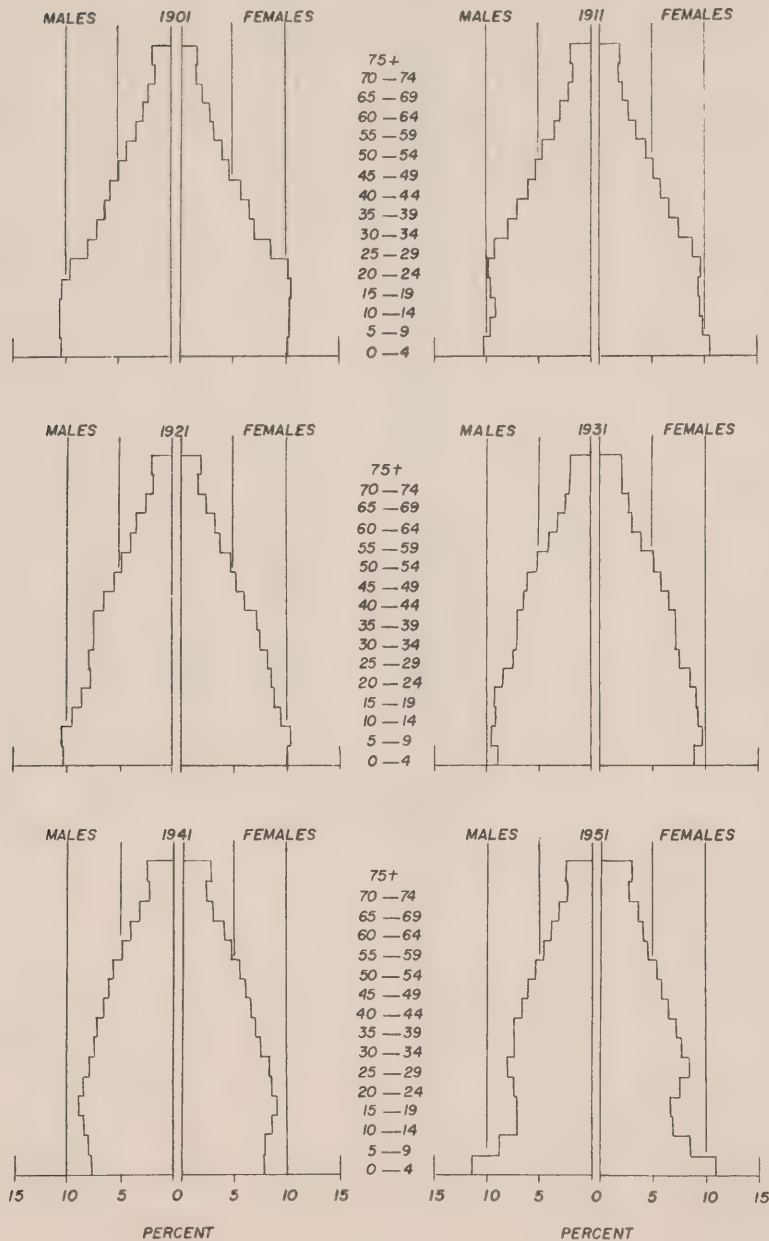 MALES 1901 FEMALES MALES 1911 FEMALES
75+
70 — 74
65 — 69
60 — 64
55 — 59
50 — 54
45 — 49
40 — 44
35 — 39
30 — 34
25 — 29
20 — 24
15 — 19
10 — 14
5 — 9
0 — 4
MALES 1921 FEMALES MALES 1931 FEMALES
75+
70 — 74
65 — 69
60 — 64
55 — 59
50 — 54
45 — 49
40 — 44
35 — 39
30 — 34
25 — 29
20 — 24
15 — 19
10 — 14
5 — 9
0 — 4
MALES 1941 FEMALES MALES 1951 FEMALES
75+
70 — 74
65 — 69
60 — 64
55 — 59
50 — 54
45 — 49
40 — 44
35 — 39
30 — 34
25 — 29
20 — 24
15 — 19
10 — 14
5 — 9
0 — 4
15 10 5 0 5 10 15 15 10 5 0 5 10 15
PERCENT PERCENT